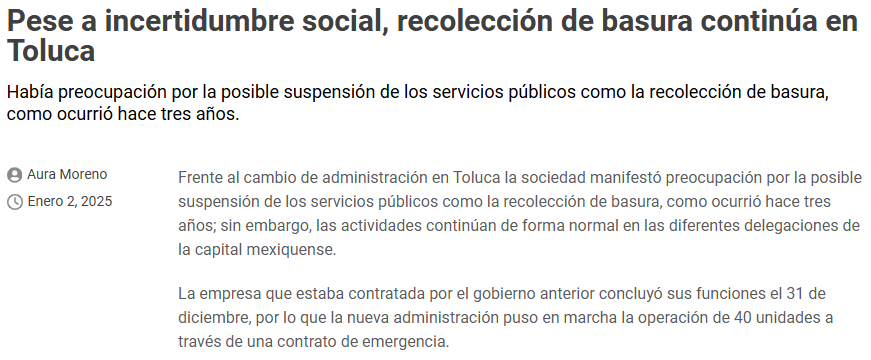 Pese a incertidumbre social, recolección de basura continúa en
Toluca
Había preocupación por la posible suspensión de los servicios públicos como la recolección de basura,
como ocurrió hace tres años.
Aura Moreno
Enero 2, 2025
Frente al cambio de administración en Toluca la sociedad manifestó preocupación por la posible
suspensión de los servicios públicos como la recolección de basura, como ocurrió hace tres
años; sin embargo, las actividades continúan de forma normal en las diferentes delegaciones de
la capital mexiquense.
La empresa que estaba contratada por el gobierno anterior concluyó sus funciones el 31 de
diciembre, por lo que la nueva administración puso en marcha la operación de 40 unidades a
través de una contrato de emergencia.